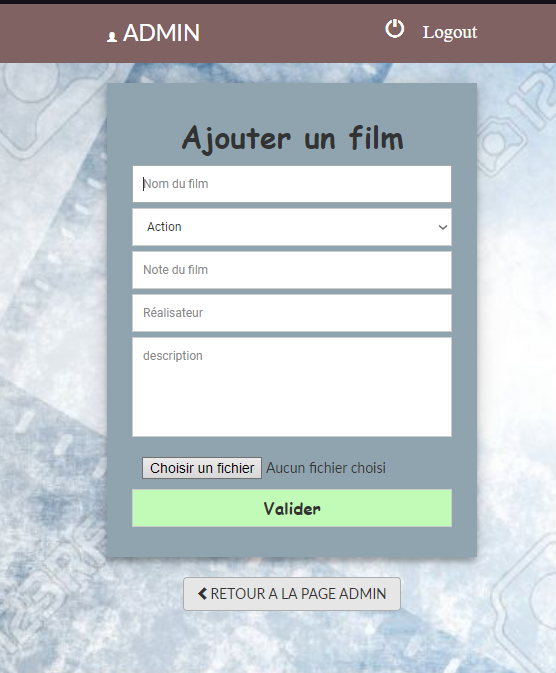 ADMIN
Logout
Ajouter un film
Nom du film
Action
Note du film
Réalisateur
description
Choisir un fichier Aucun fichier choisi
Valider
RETOUR A LA PAGE ADMIN
123RF